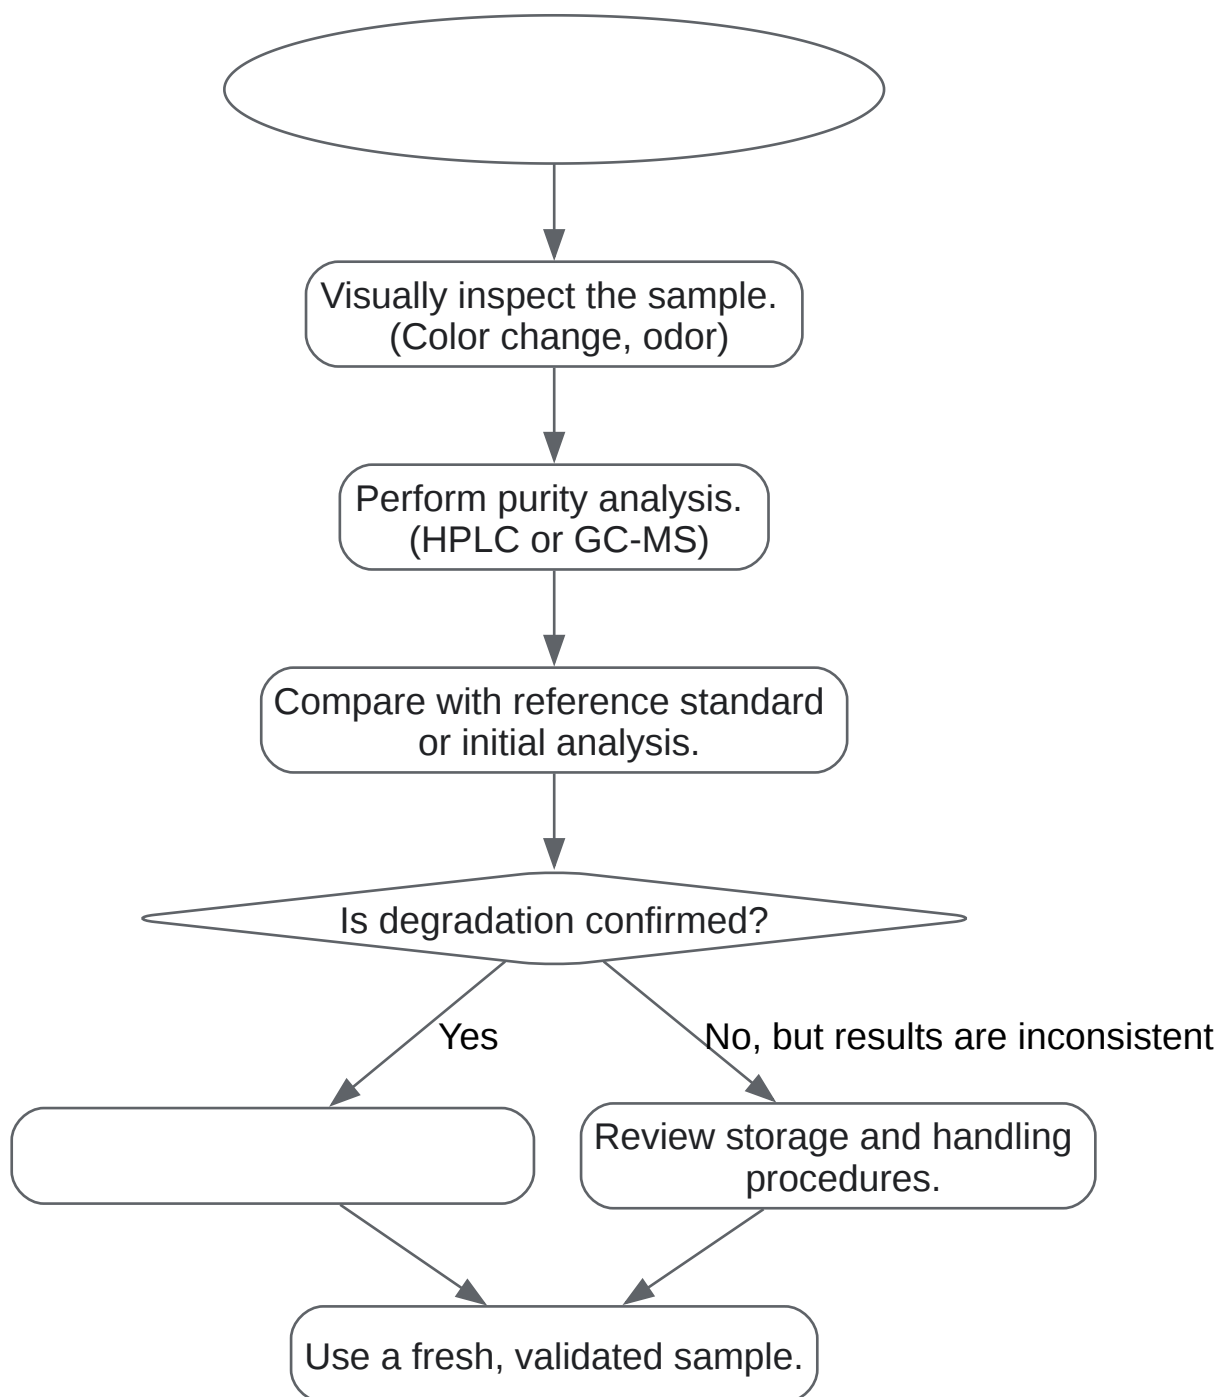 Visually inspect the sample.
(Color change, odor)
Perform purity analysis.
(HPLC or GC-MS)
Compare with reference standard
or initial analysis.
Is degradation confirmed?
Yes
No, but results are inconsistent
Review storage and handling
procedures.
Use a fresh, validated sample.